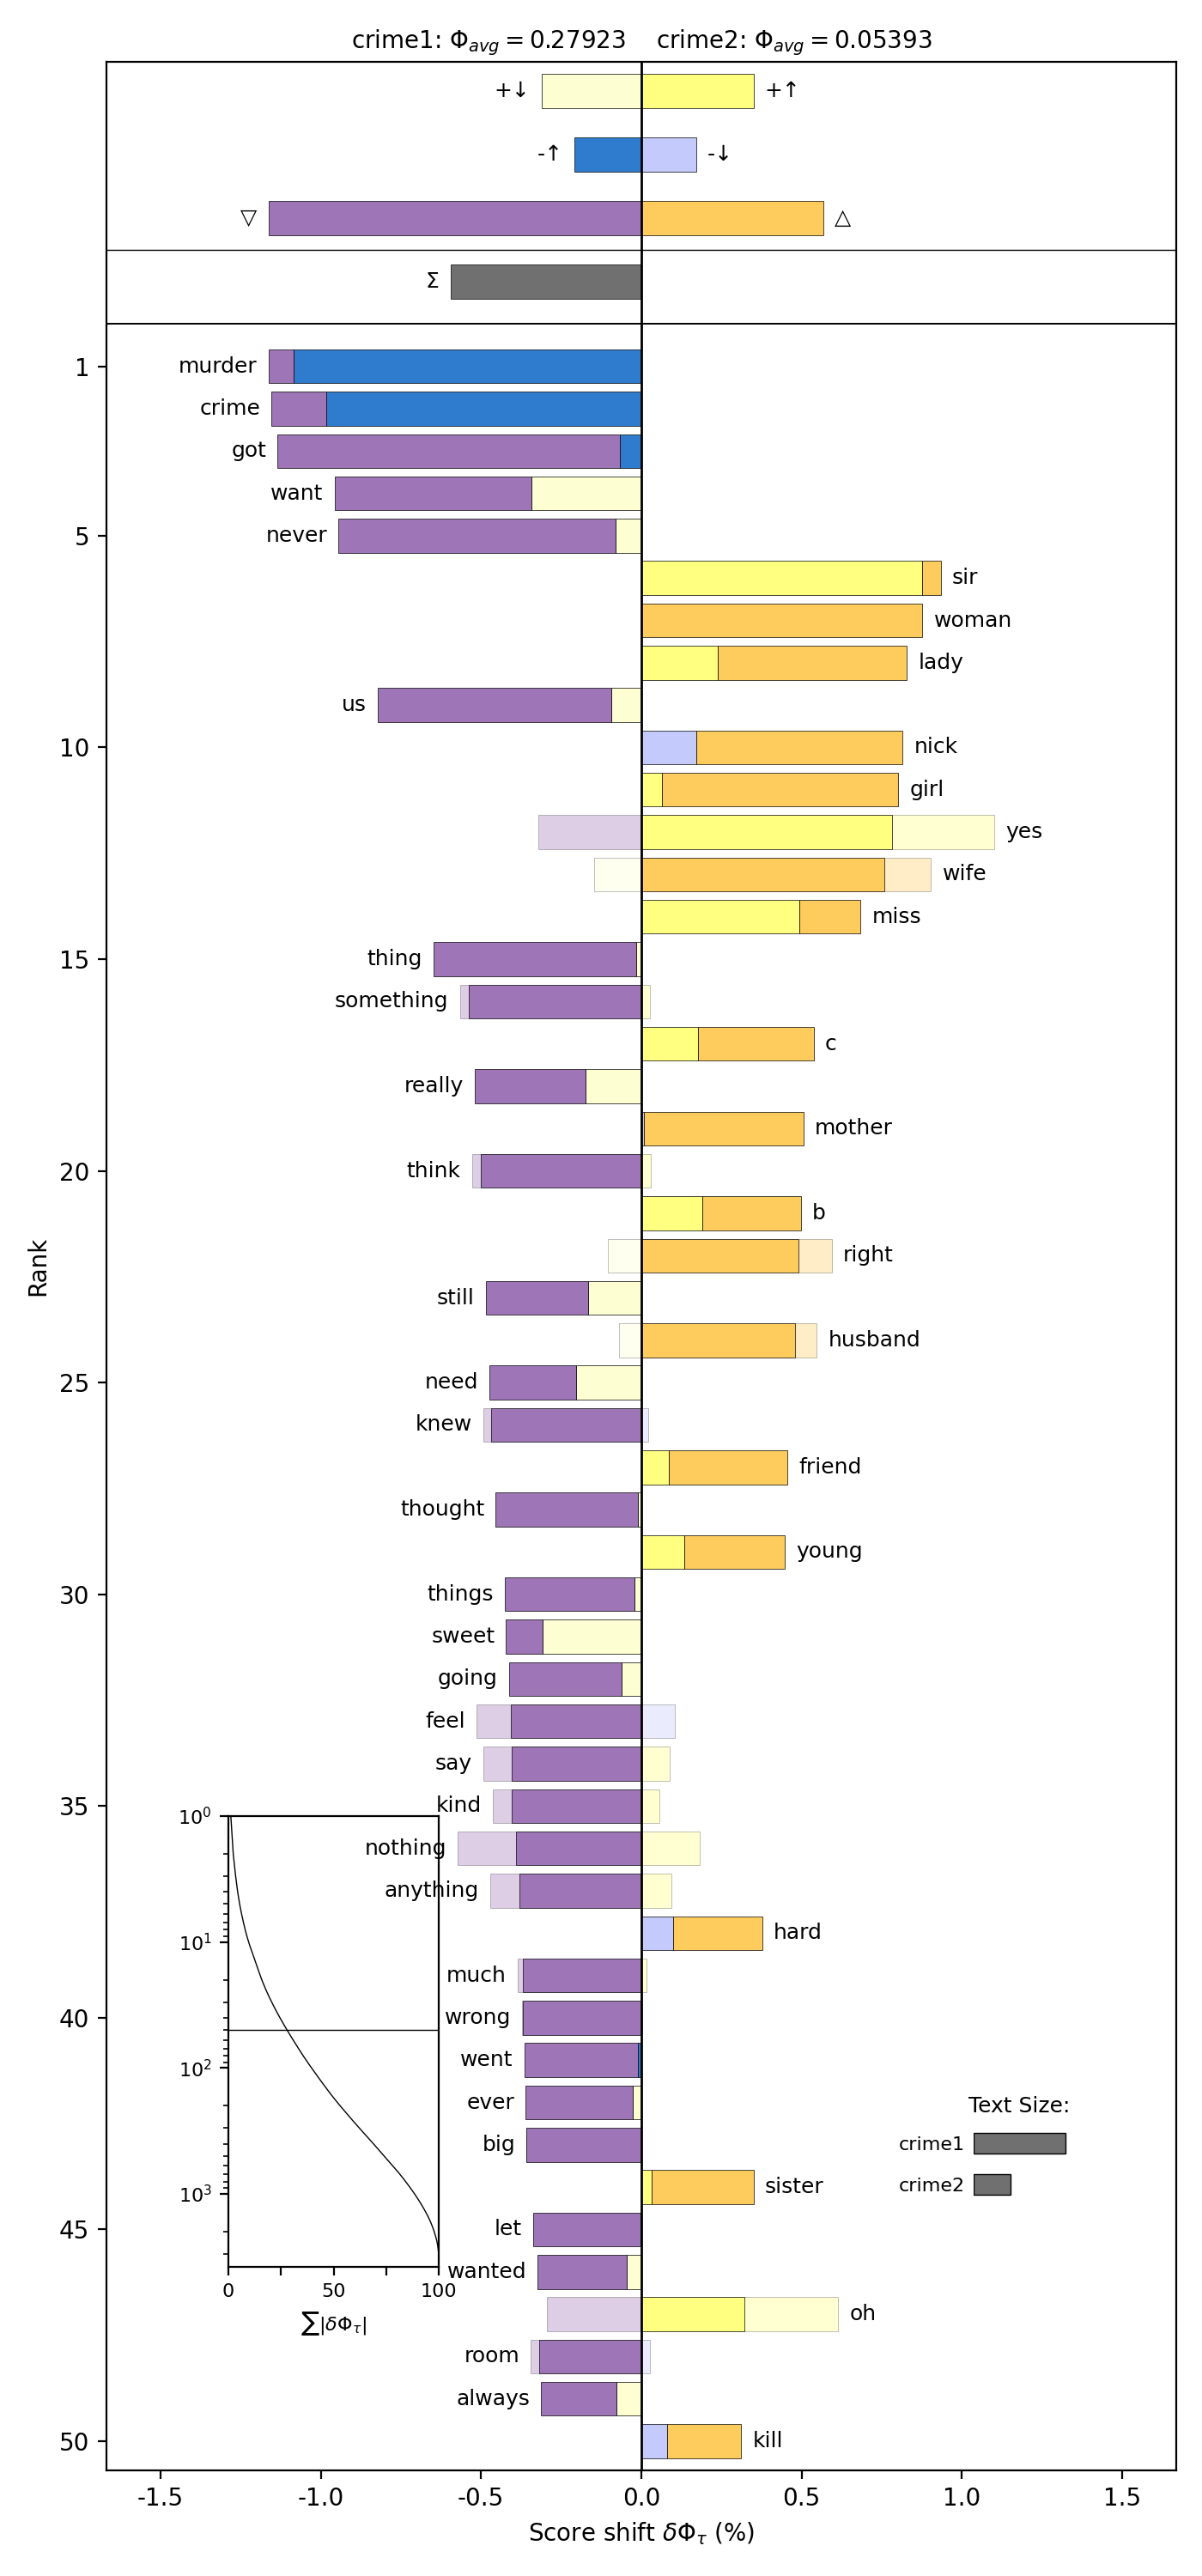 crime1: Φavg = 0.27923 crime2: Φavg = 0.05393
+↓ +↑
-↑ -↓
▽ △
Σ
1 murder
crime
got
want
5 never
sir
woman
lady
us
10 nick
girl
yes
wife
miss
15 thing
something
c
really
mother
20 think
b
right
still
husband
25 need
knew
friend
thought
young
30 things
sweet
going
feel
say
35 kind
nothing
anything
hard
much
40 wrong
went
ever
big
sister
45 let
wanted
oh
room
always
50 kill
Rank
10⁰
10¹
10²
10³
0 50 100
∑|δΦτ|
Text Size:
crime1
crime2
-1.5 -1.0 -0.5 0.0 0.5 1.0 1.5
Score shift δΦτ (%)